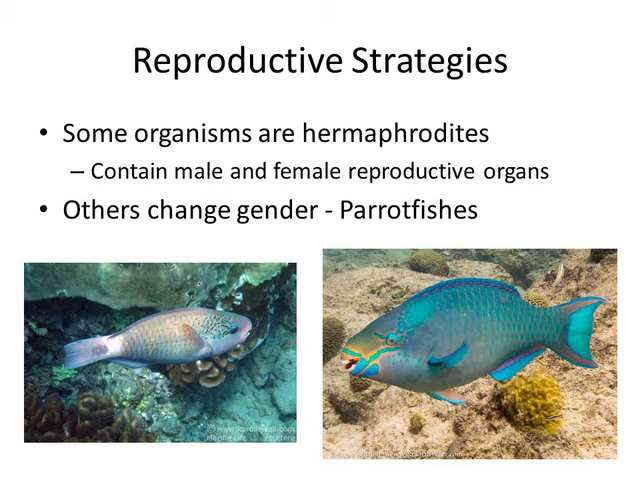 Reproductive Strategies
• Some organisms are hermaphrodites
– Contain male and female reproductive organs
• Others change gender - Parrotfishes